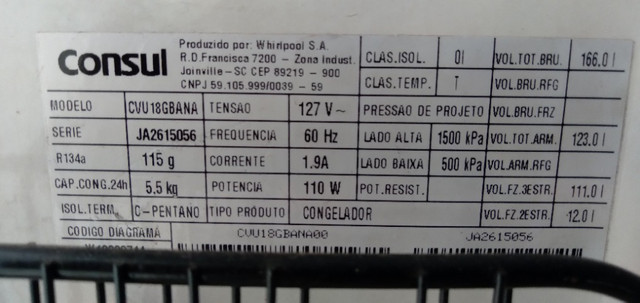 Consul
Produzido por: Whirlpool S.A.
R.D.Francisca 7200 - Zona Indust.
Joinville-SC CEP 89219 - 900
CNPJ 59.105.999/0039 - 59
CLAS.ISOL. 0I VOL.TOT.BRU. 166.0 l
CLAS.TEMP. T VOL.BRU.RFG
MODELO CVU18GBANA TENSAO 127 V~ PRESSAO DE PROJETO VOL.BRU.FRZ
SERIE JA2615056 FREQUENCIA 60 Hz LADO ALTA 1500 kPa VOL.TOT.ARM. 123.0 l
R134a 115 g CORRENTE 1.9A LADO BAIXA 500 kPa VOL.ARM.RFG
CAP.CONG.24h 5,5 kg POTENCIA 110 W POT.RESIST. VOL.FZ.3ESTR. 111.0 l
ISOL.TERM. C-PENTANO TIPO PRODUTO CONGELADOR VOL.FZ.2ESTR. 12.0 l
CODIGO DIAGRAMA CVU18GBANA00 JA2615056